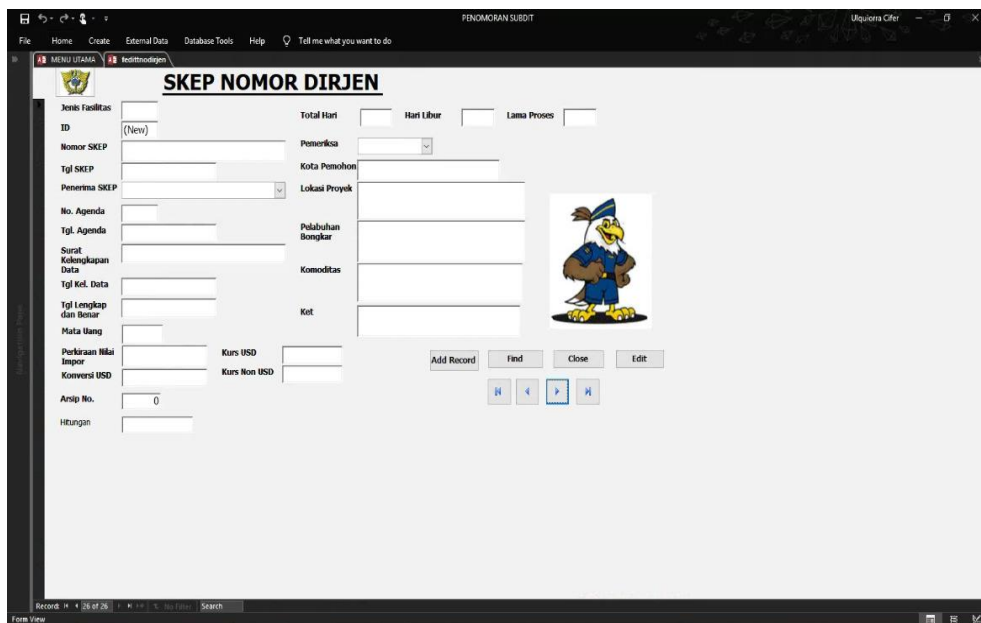 PENOMORAN SUBDIT
Ulquiorra Cifer
File Home Create External Data Database Tools Help Tell me what you want to do
MENU UTAMA fedittnodirjen
SKEP NOMOR DIRJEN
Jenis Fasilitas
Total Hari Hari Libur Lama Proses
ID (New)
Nomor SKEP
Pemeriksa
Tgl SKEP
Kota Pemohon
Penerima SKEP
Lokasi Proyek
No. Agenda
Tgl. Agenda
Pelabuhan
Bongkar
Surat
Kelengkapan
Data
Komoditas
Tgl Kel. Data
Tgl Lengkap
dan Benar
Ket
Mata Uang
Perkiraan Nilai
Impor
Kurs USD
Konversi USD
Kurs Non USD
Add Record Find Close Edit
Arsip No. 0
Hitungan
Navigation Pane
Record: 26 of 26 No Filter Search
Form View